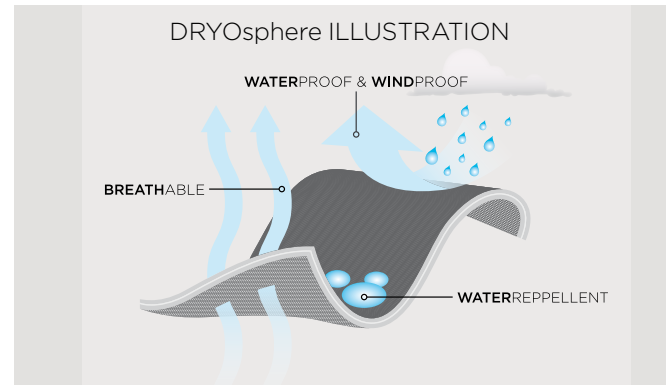 DRYOsphere ILLUSTRATION
WATERPROOF & WINDPROOF
BREATHABLE
WATERREPPELLENT